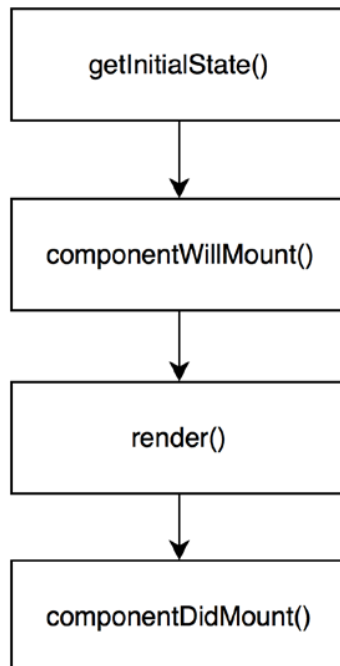 getInitialState()
componentWillMount()
render()
componentDidMount()